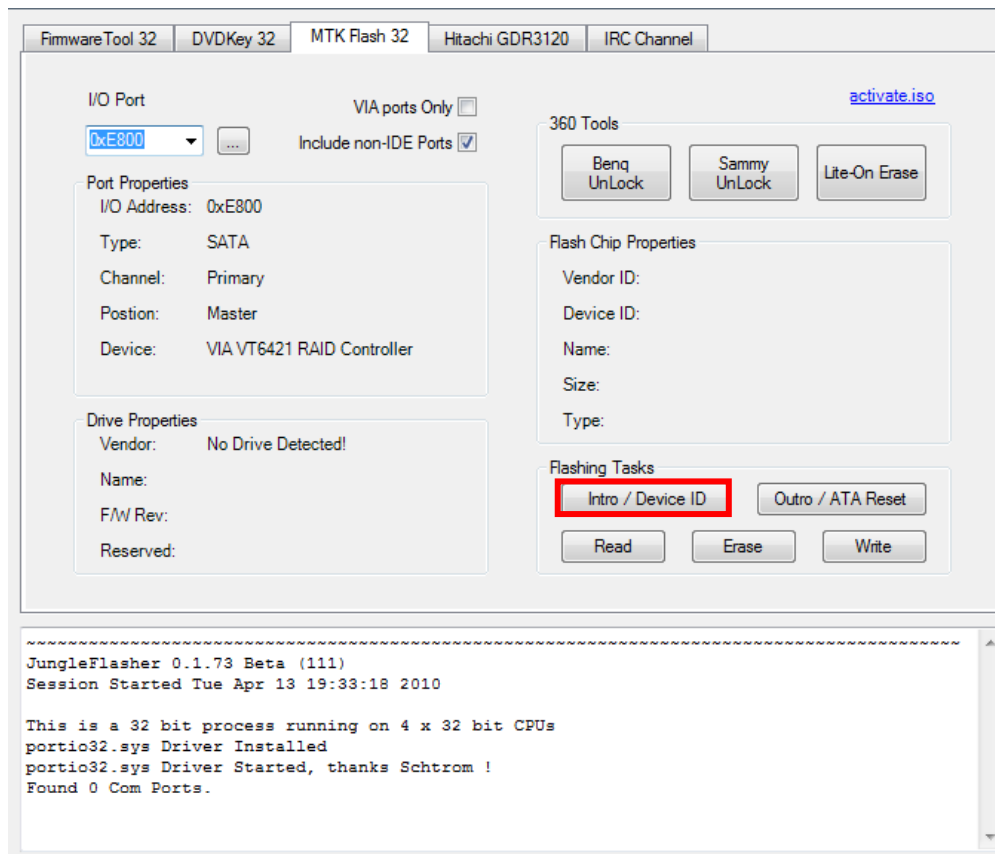 FirmwareTool 32
DVDKey 32
MTK Flash 32
Hitachi GDR3120
IRC Channel
I/O Port
VIA ports Only
0xE800
...
Include non-IDE Ports
activate.iso
Port Properties
I/O Address: 0xE800
Type: SATA
Channel: Primary
Postion: Master
Device: VIA VT6421 RAID Controller
Drive Properties
Vendor: No Drive Detected!
Name:
F/W Rev:
Reserved:
360 Tools
Benq
UnLock
Sammy
UnLock
Lite-On Erase
Flash Chip Properties
Vendor ID:
Device ID:
Name:
Size:
Type:
Flashing Tasks
Intro / Device ID
Outro / ATA Reset
Read
Erase
Write
JungleFlasher 0.1.73 Beta (111)
Session Started Tue Apr 13 19:33:18 2010
This is a 32 bit process running on 4 x 32 bit CPUs
portio32.sys Driver Installed
portio32.sys Driver Started, thanks Schtrom !
Found 0 Com Ports.